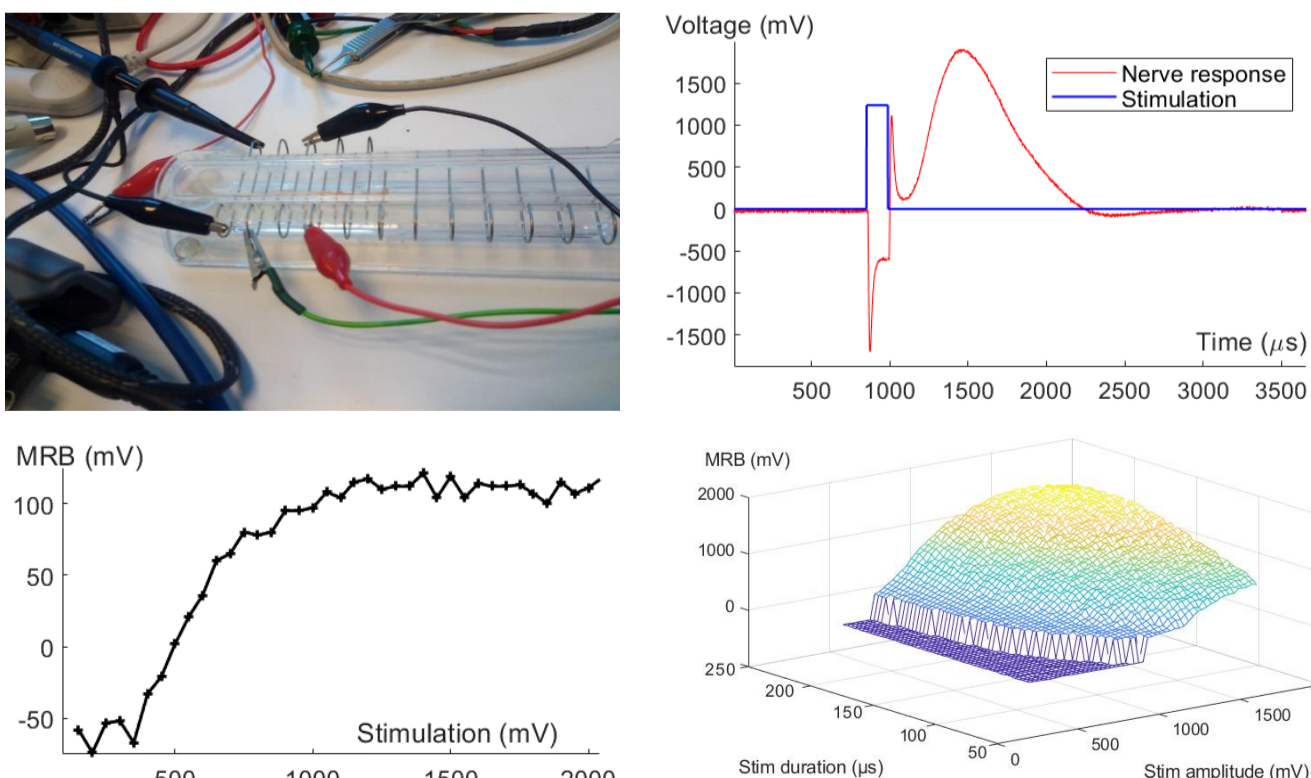 Voltage (mV)
1500
1000
500
0
-500
-1000
-1500
Nerve response
Stimulation
Time (μs)
500 1000 1500 2000 2500 3000 3500
MRB (mV)
100
50
0
-50
Stimulation (mV)
500 1000 1500 2000
MRB (mV)
2000
1000
0
250
200
150
100
50
0
500
1000
1500
Stim duration (μs)
Stim amplitude (mV)